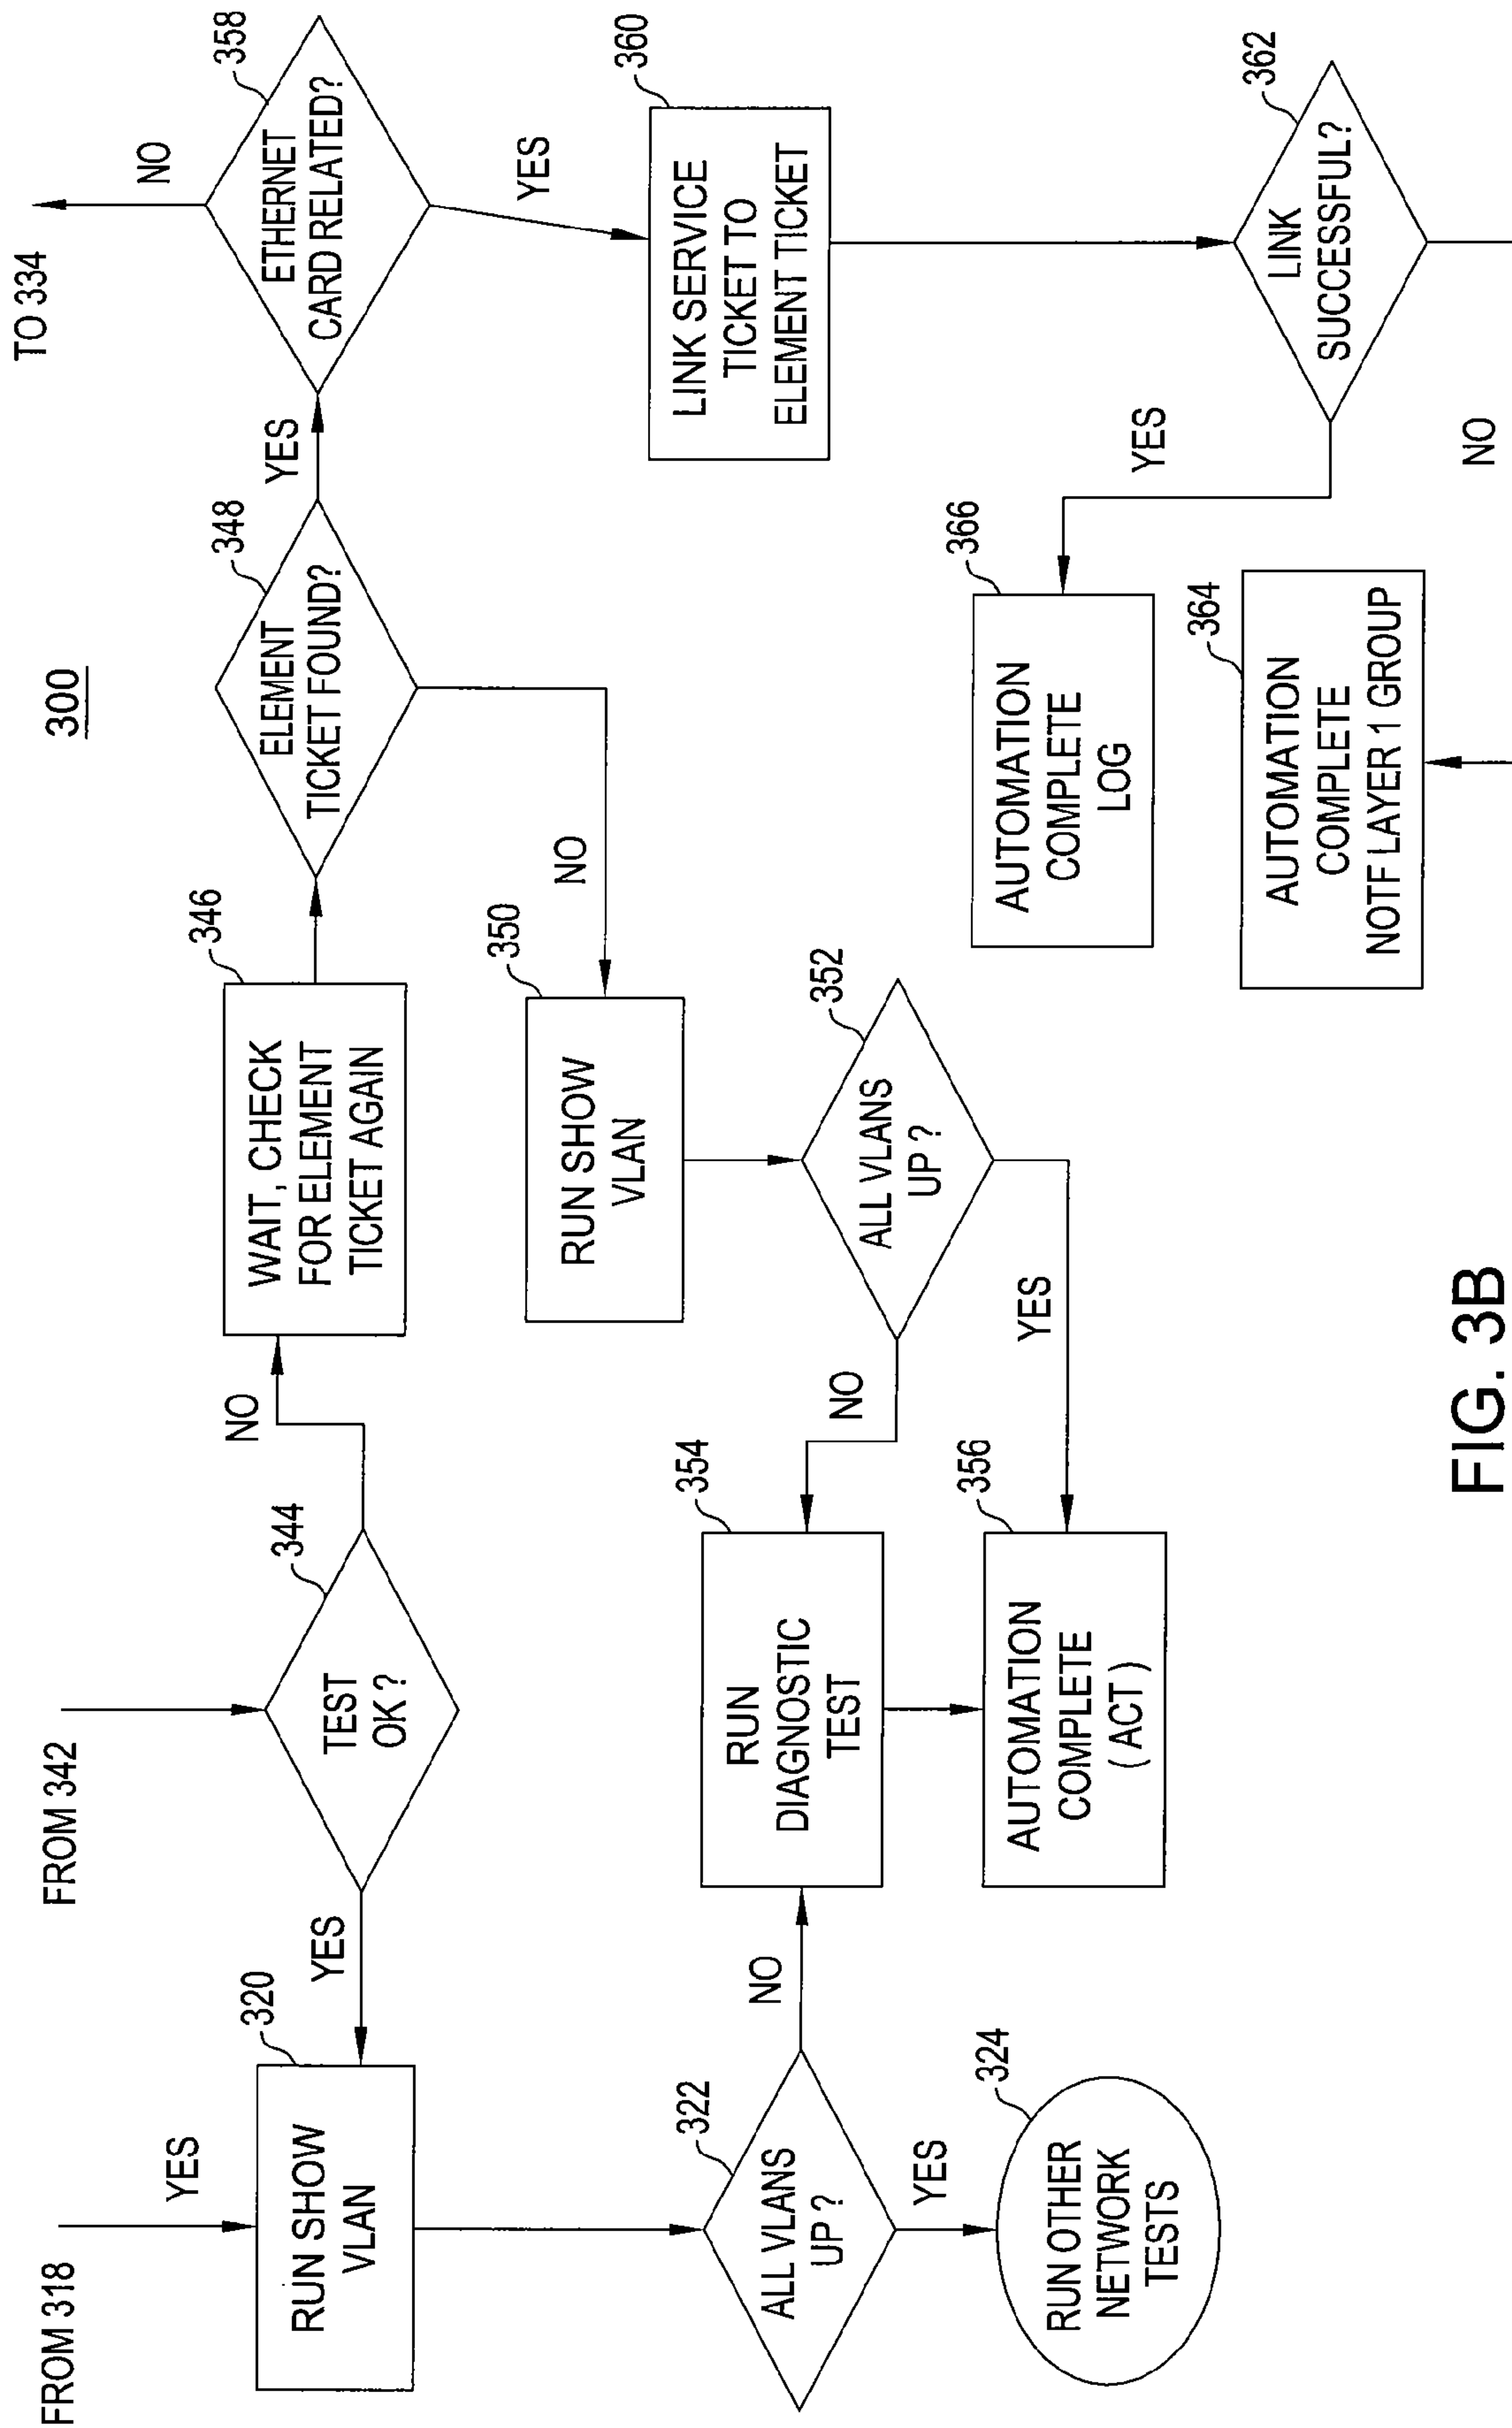 300
FROM 318
YES
320
RUN SHOW
VLAN
FROM 342
344
TEST
OK?
YES
NO
346
WAIT, CHECK
FOR ELEMENT
TICKET AGAIN
348
ELEMENT
TICKET FOUND?
YES
NO
TO 334
NO
358
ETHERNET
CARD RELATED?
YES
322
ALL VLANS
UP?
NO
YES
324
RUN OTHER
NETWORK
TESTS
354
RUN
DIAGNOSTIC
TEST
356
AUTOMATION
COMPLETE
(ACT)
350
RUN SHOW
VLAN
352
ALL VLANS
UP?
NO
YES
360
LINK SERVICE
TICKET TO
ELEMENT TICKET
362
LINK
SUCCESSFUL?
YES
NO
366
AUTOMATION
COMPLETE
LOG
364
AUTOMATION
COMPLETE
NOTF LAYER 1 GROUP
FIG. 3B